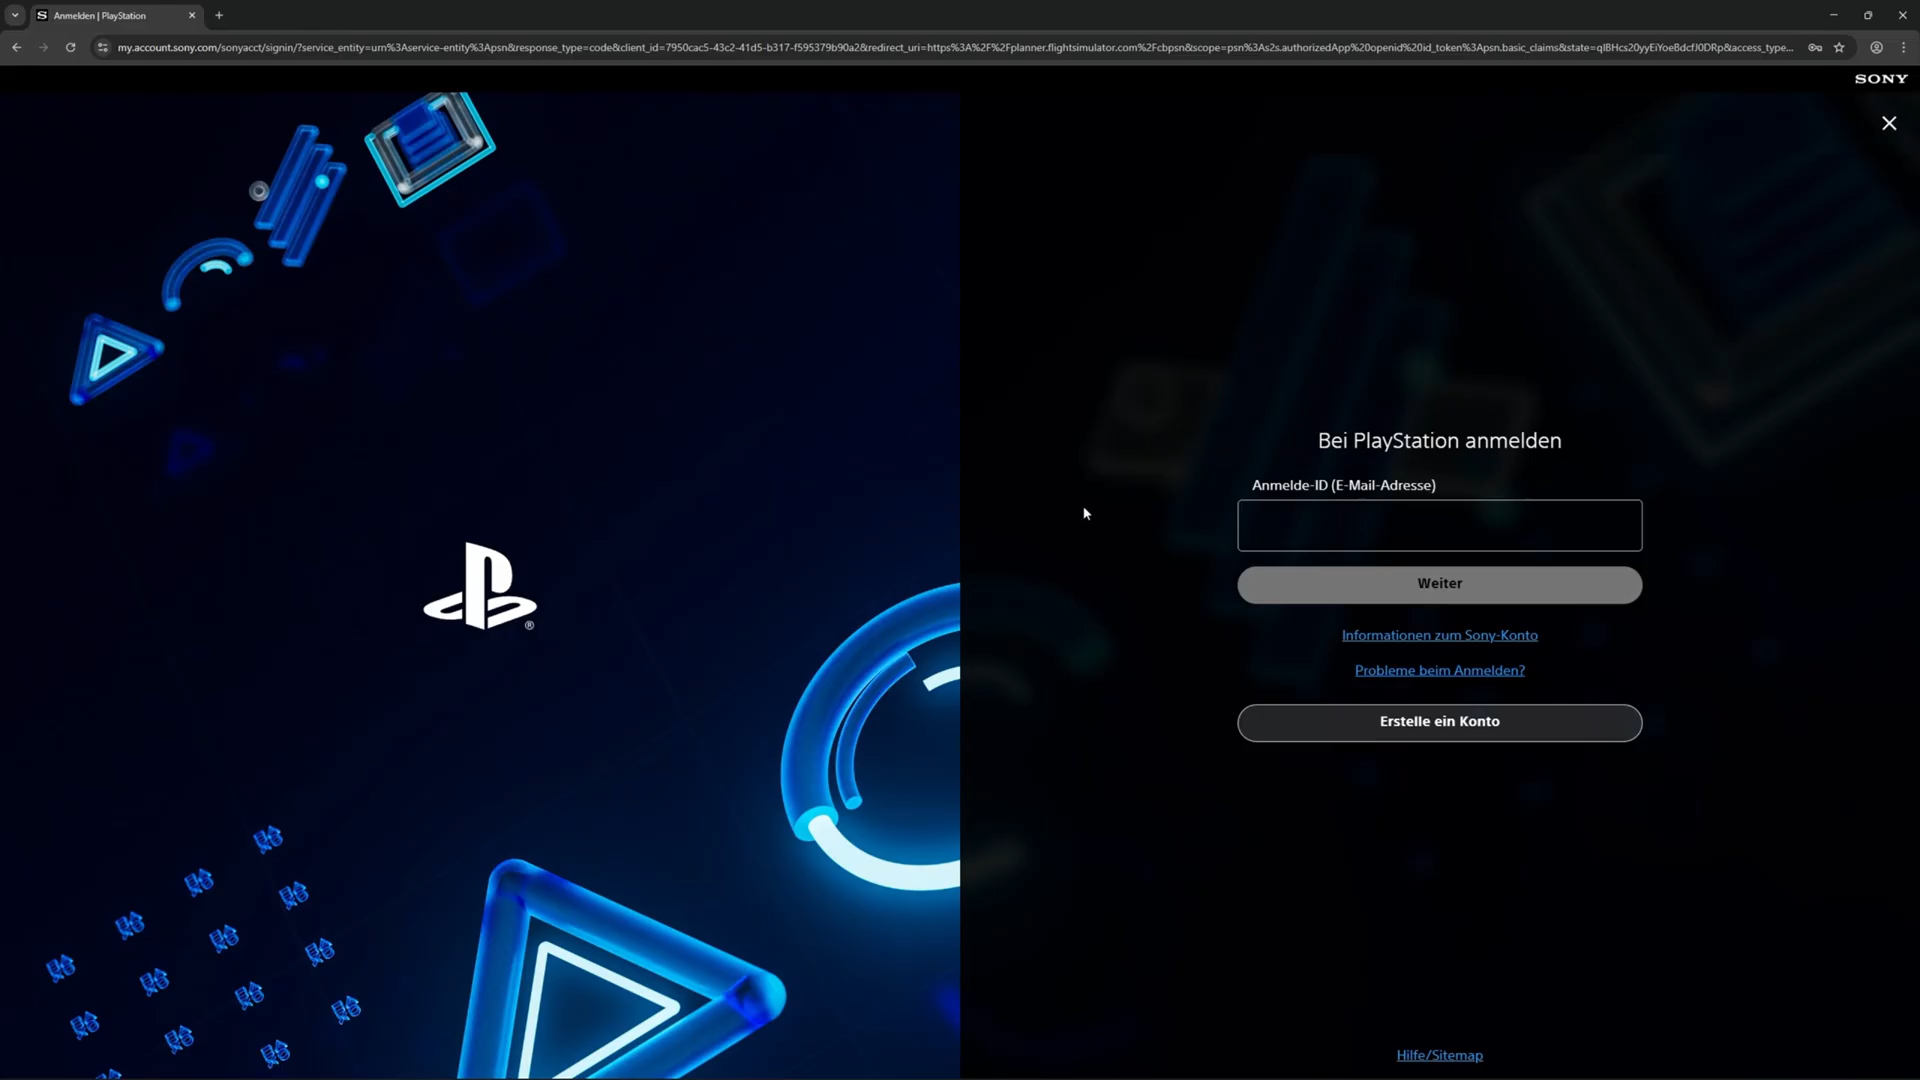 Anmelden | PlayStation
my.account.sony.com/sonyacct/signin/?service_entity=urn%3Aservice-entity%3Apsn&response_type=code&client_id=7950cac5-43c2-41d5-b317-f595379b90a2&redirect_uri=https%3A%2F%2Fplanner.flightsimulator.com%2Fcbpsn&scope=psn%3As2s.authorizedApp%20openid%20id_token%3Apsn.basic_claims&state=qIBHcs20yyEiYoe8dcfJ0DRp&access_type...
SONY
Bei PlayStation anmelden
Anmelde-ID (E-Mail-Adresse)
Weiter
Informationen zum Sony-Konto
Probleme beim Anmelden?
Erstelle ein Konto
Hilfe/Sitemap